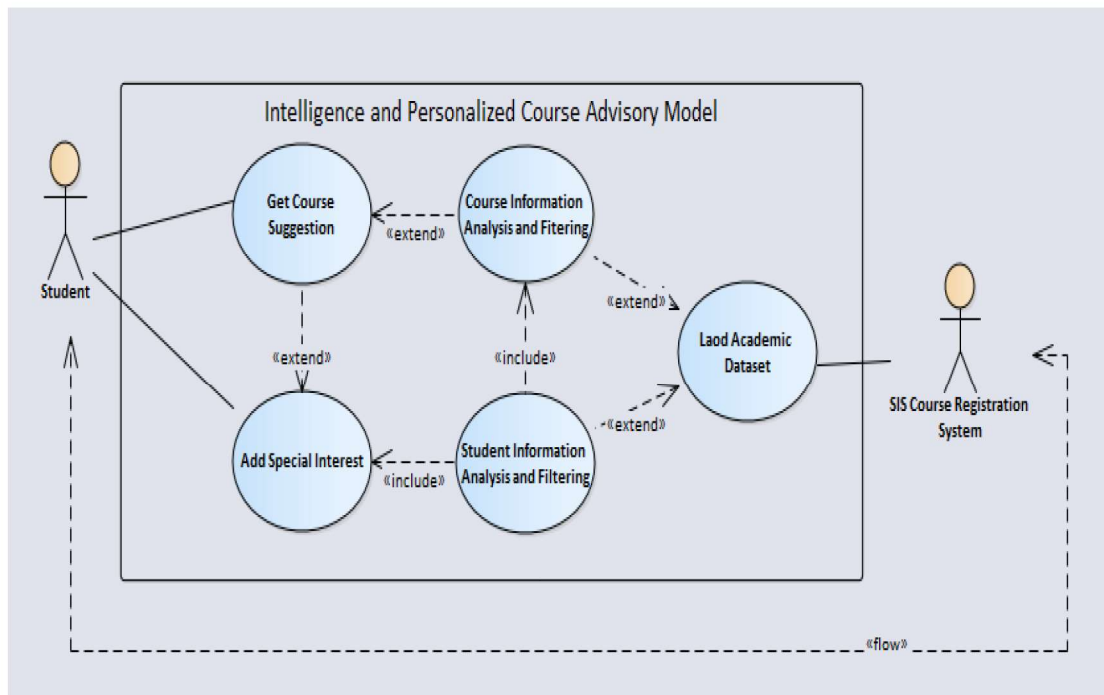 Intelligence and Personalized Course Advisory Model
Get Course
Suggestion
«extend»
Course Information
Analysis and Fitering
Student
«extend»
«extend»
«include»
Laod Academic
Dataset
SIS Course Registration
System
Add Special Interest
«include»
Student Information
Analysis and Filtering
«extend»
«flow»